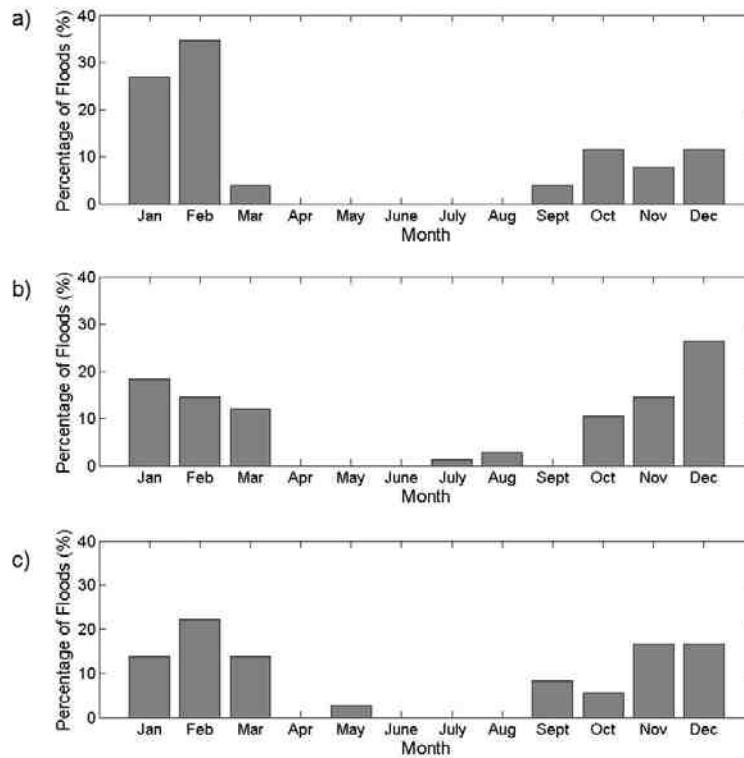 a)
Percentage of Floods (%)
40
30
20
10
0
Jan Feb Mar Apr May June July Aug Sept Oct Nov Dec
Month
b)
Percentage of Floods (%)
40
30
20
10
0
Jan Feb Mar Apr May June July Aug Sept Oct Nov Dec
Month
c)
Percentage of Floods (%)
40
30
20
10
0
Jan Feb Mar Apr May June July Aug Sept Oct Nov Dec
Month